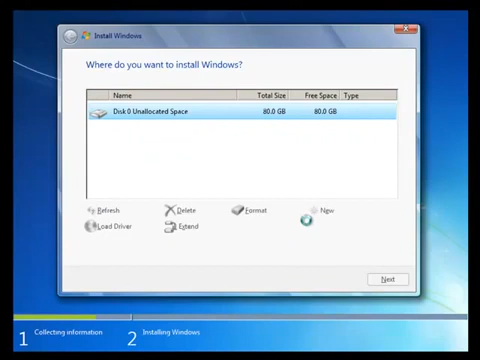 Install Windows
Where do you want to install Windows?
Name Total Size Free Space Type
Disk 0 Unallocated Space 80.0 GB 80.0 GB
Refresh Delete Format New
Load Driver Extend
Next
1 Collecting information 2 Installing Windows